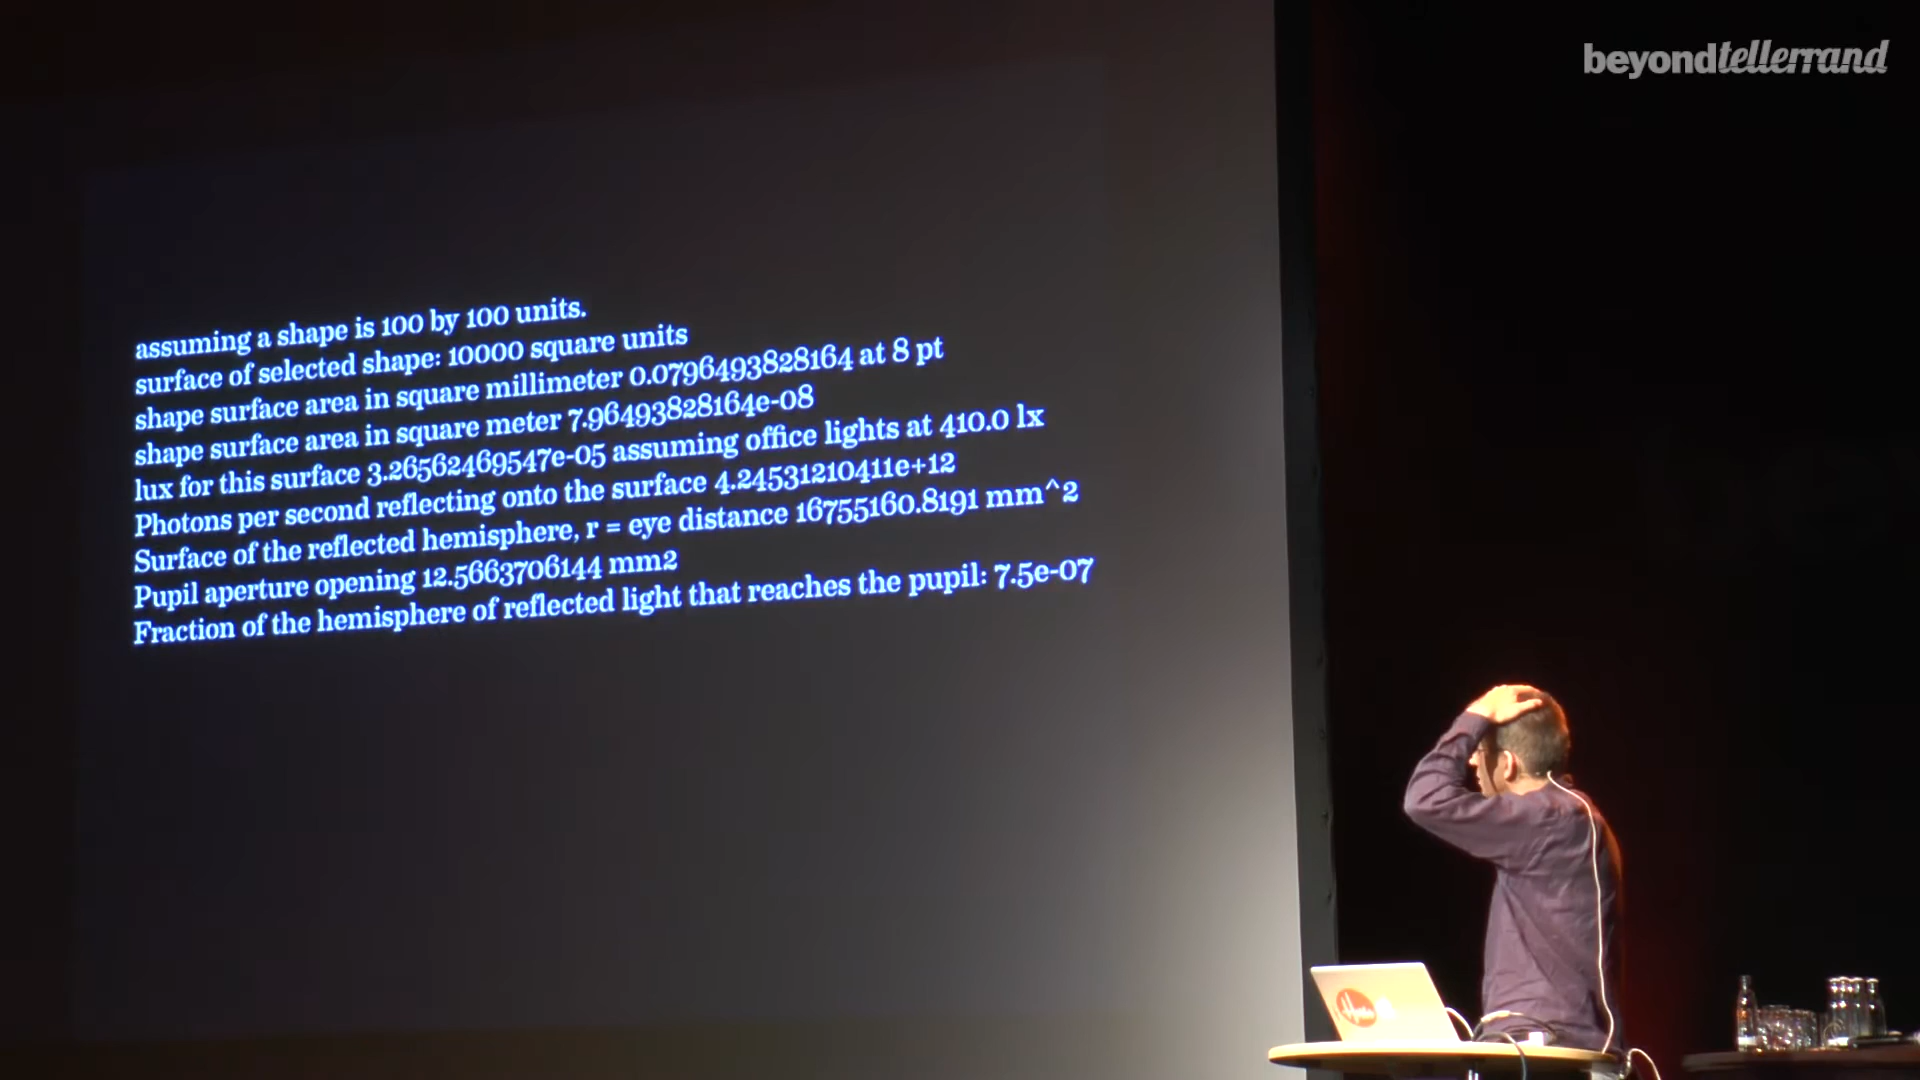 beyondtellerrand
assuming a shape is 100 by 100 units.
surface of selected shape: 10000 square units
shape surface area in square millimeter 0.0796493828164 at 8 pt
shape surface area in square meter 7.96493828164e-08
lux for this surface 3.26562469547e-05 assuming office lights at 410.0 lx
Photons per second reflecting onto the surface 4.24531210411e+12
Surface of the reflected hemisphere, r = eye distance 16755160.8191 mm^2
Pupil aperture opening 12.5663706144 mm2
Fraction of the hemisphere of reflected light that reaches the pupil: 7.5e-07